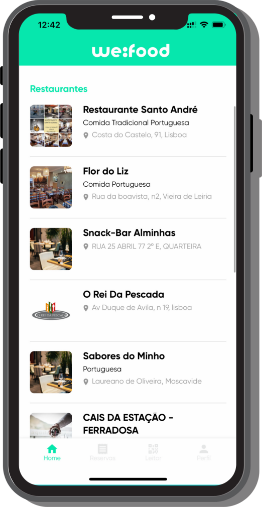 12:42
we:food
Restaurantes
Restaurante Santo André
Comida Tradicional Portuguesa
Costa do Castelo, 91, Lisboa
Flor do Liz
Comida Portuguesa
Rua da boavista, n2, Vieira de Leiria
Snack-Bar Alminhas
RUA 25 ABRIL 77 2º E, QUARTEIRA
O Rei Da Pescada
Av Duque de Avila, n 19, lisboa
Sabores do Minho
Portuguesa
Laureano de Oliveira, Moscavide
CAIS DA ESTAÇÃO -
FERRADOSA
Home
Perfil